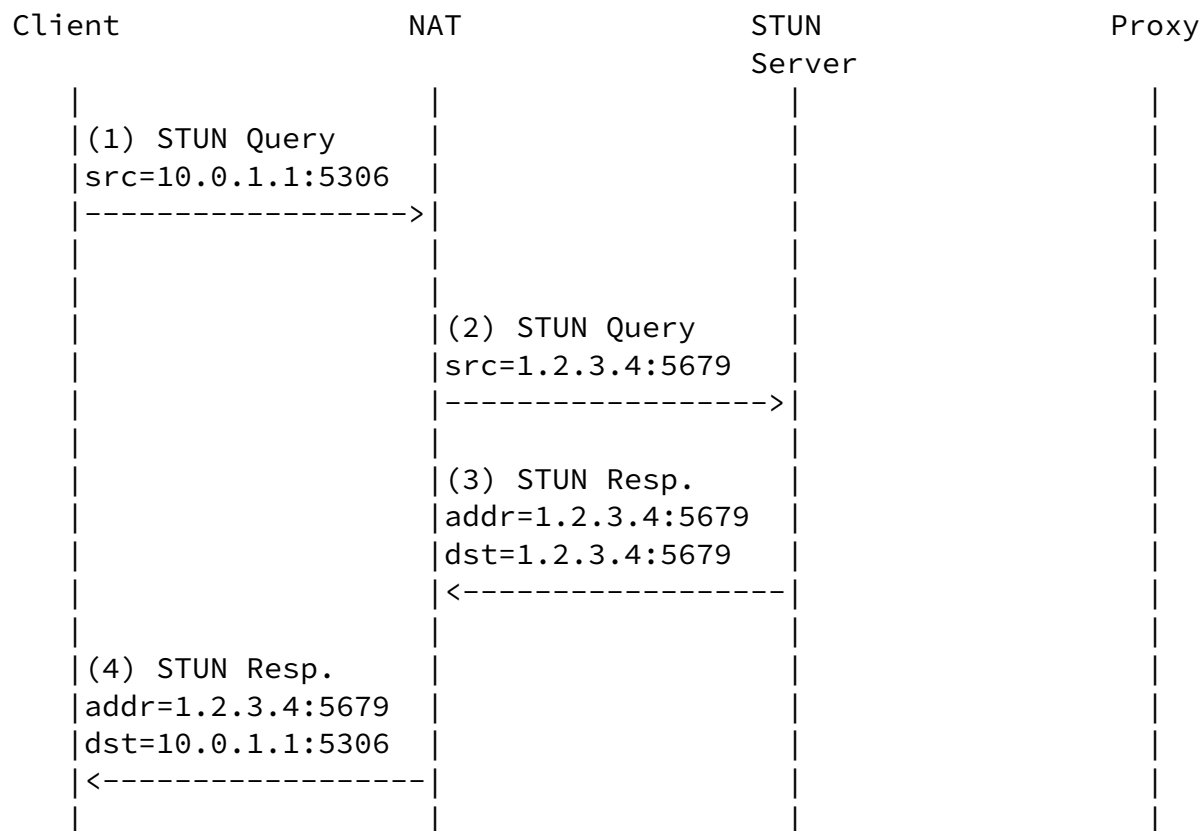 Client NAT STUN Proxy
Server
(1) STUN Query
src=10.0.1.1:5306
(2) STUN Query
src=1.2.3.4:5679
(3) STUN Resp.
addr=1.2.3.4:5679
dst=1.2.3.4:5679
(4) STUN Resp.
addr=1.2.3.4:5679
dst=10.0.1.1:5306